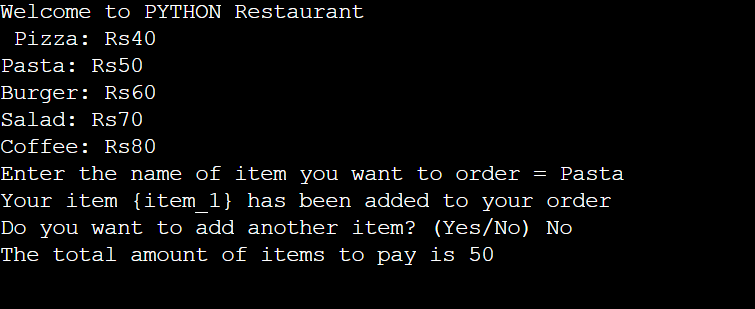 Welcome to PYTHON Restaurant
Pizza: Rs40
Pasta: Rs50
Burger: Rs60
Salad: Rs70
Coffee: Rs80
Enter the name of item you want to order = Pasta
Your item {item_1} has been added to your order
Do you want to add another item? (Yes/No) No
The total amount of items to pay is 50